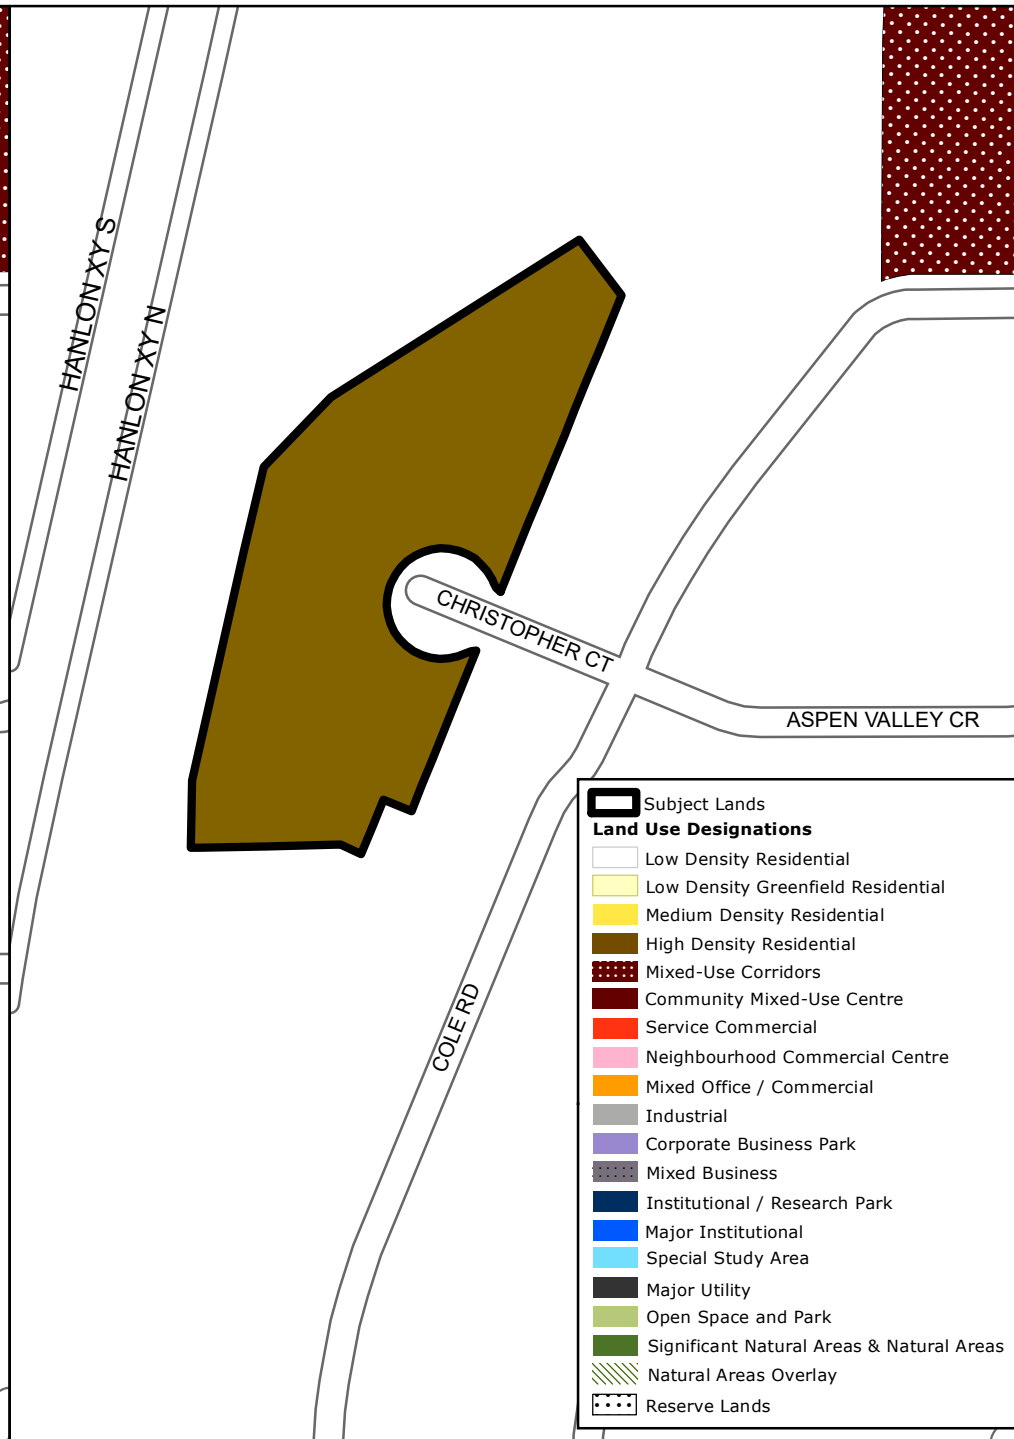 HANLON XY S
HANLON XY N
CHRISTOPHER CT
ASPEN VALLEY CR
COLE RD
Subject Lands
Land Use Designations
Low Density Residential
Low Density Greenfield Residential
Medium Density Residential
High Density Residential
Mixed-Use Corridors
Community Mixed-Use Centre
Service Commercial
Neighbourhood Commercial Centre
Mixed Office / Commercial
Industrial
Corporate Business Park
Mixed Business
Institutional / Research Park
Major Institutional
Special Study Area
Major Utility
Open Space and Park
Significant Natural Areas & Natural Areas
Natural Areas Overlay
Reserve Lands